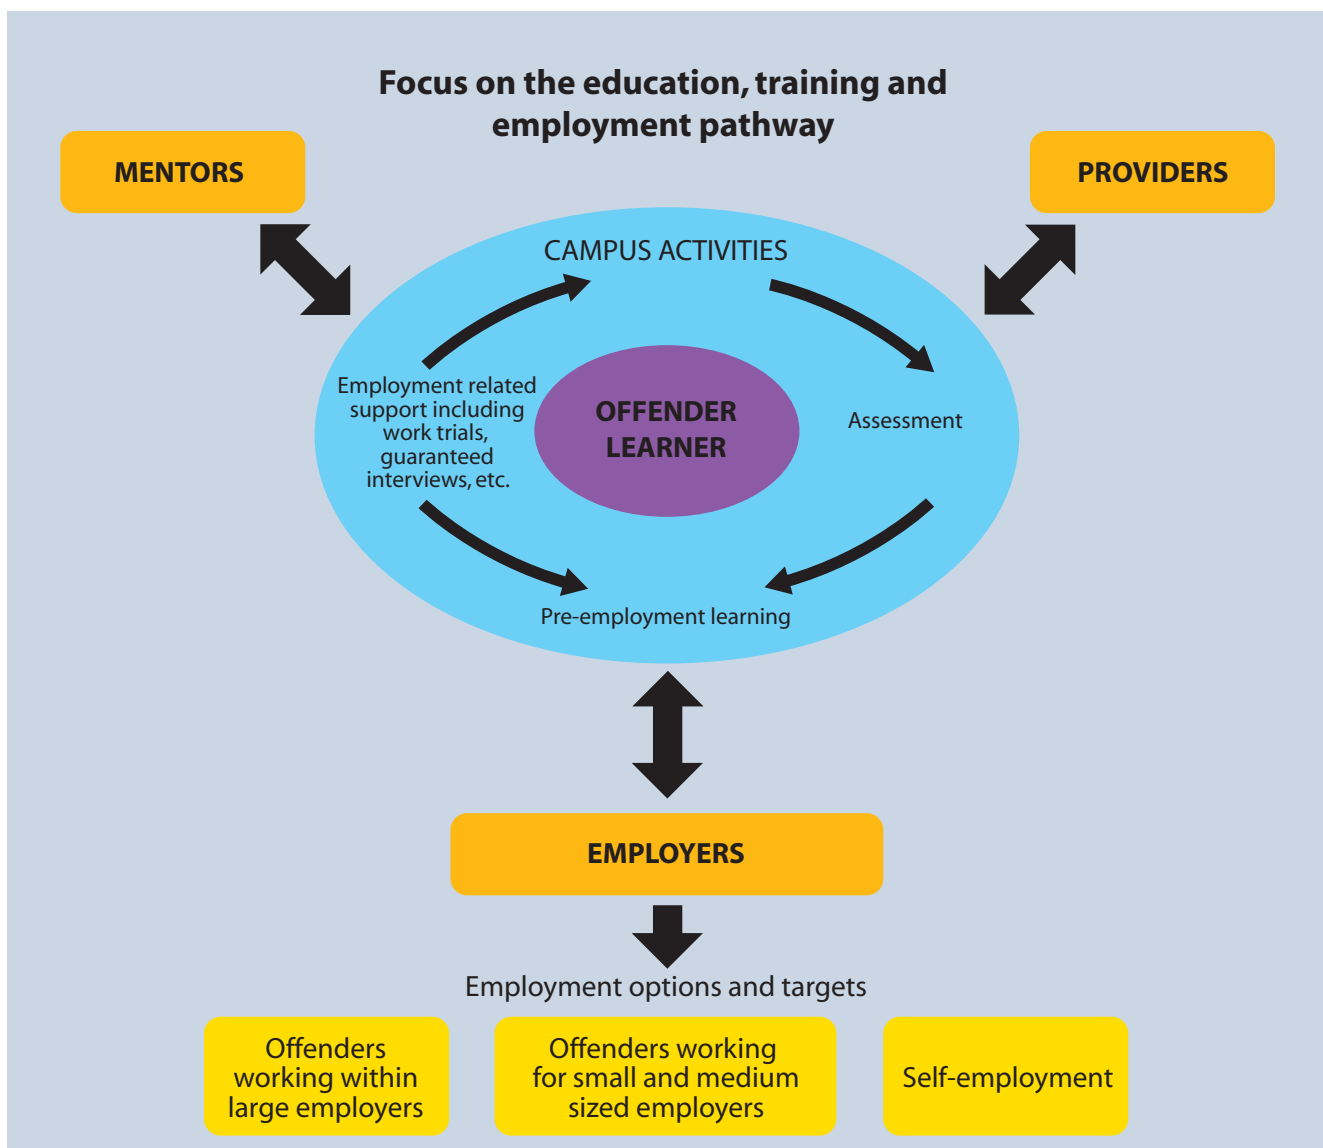 Focus on the education, training and
employment pathway
MENTORS
PROVIDERS
CAMPUS ACTIVITIES
Employment related
support including
work trials,
guaranteed
interviews, etc.
OFFENDER
LEARNER
Assessment
Pre-employment learning
EMPLOYERS
Employment options and targets
Offenders
working within
large employers
Offenders working
for small and medium
sized employers
Self-employment